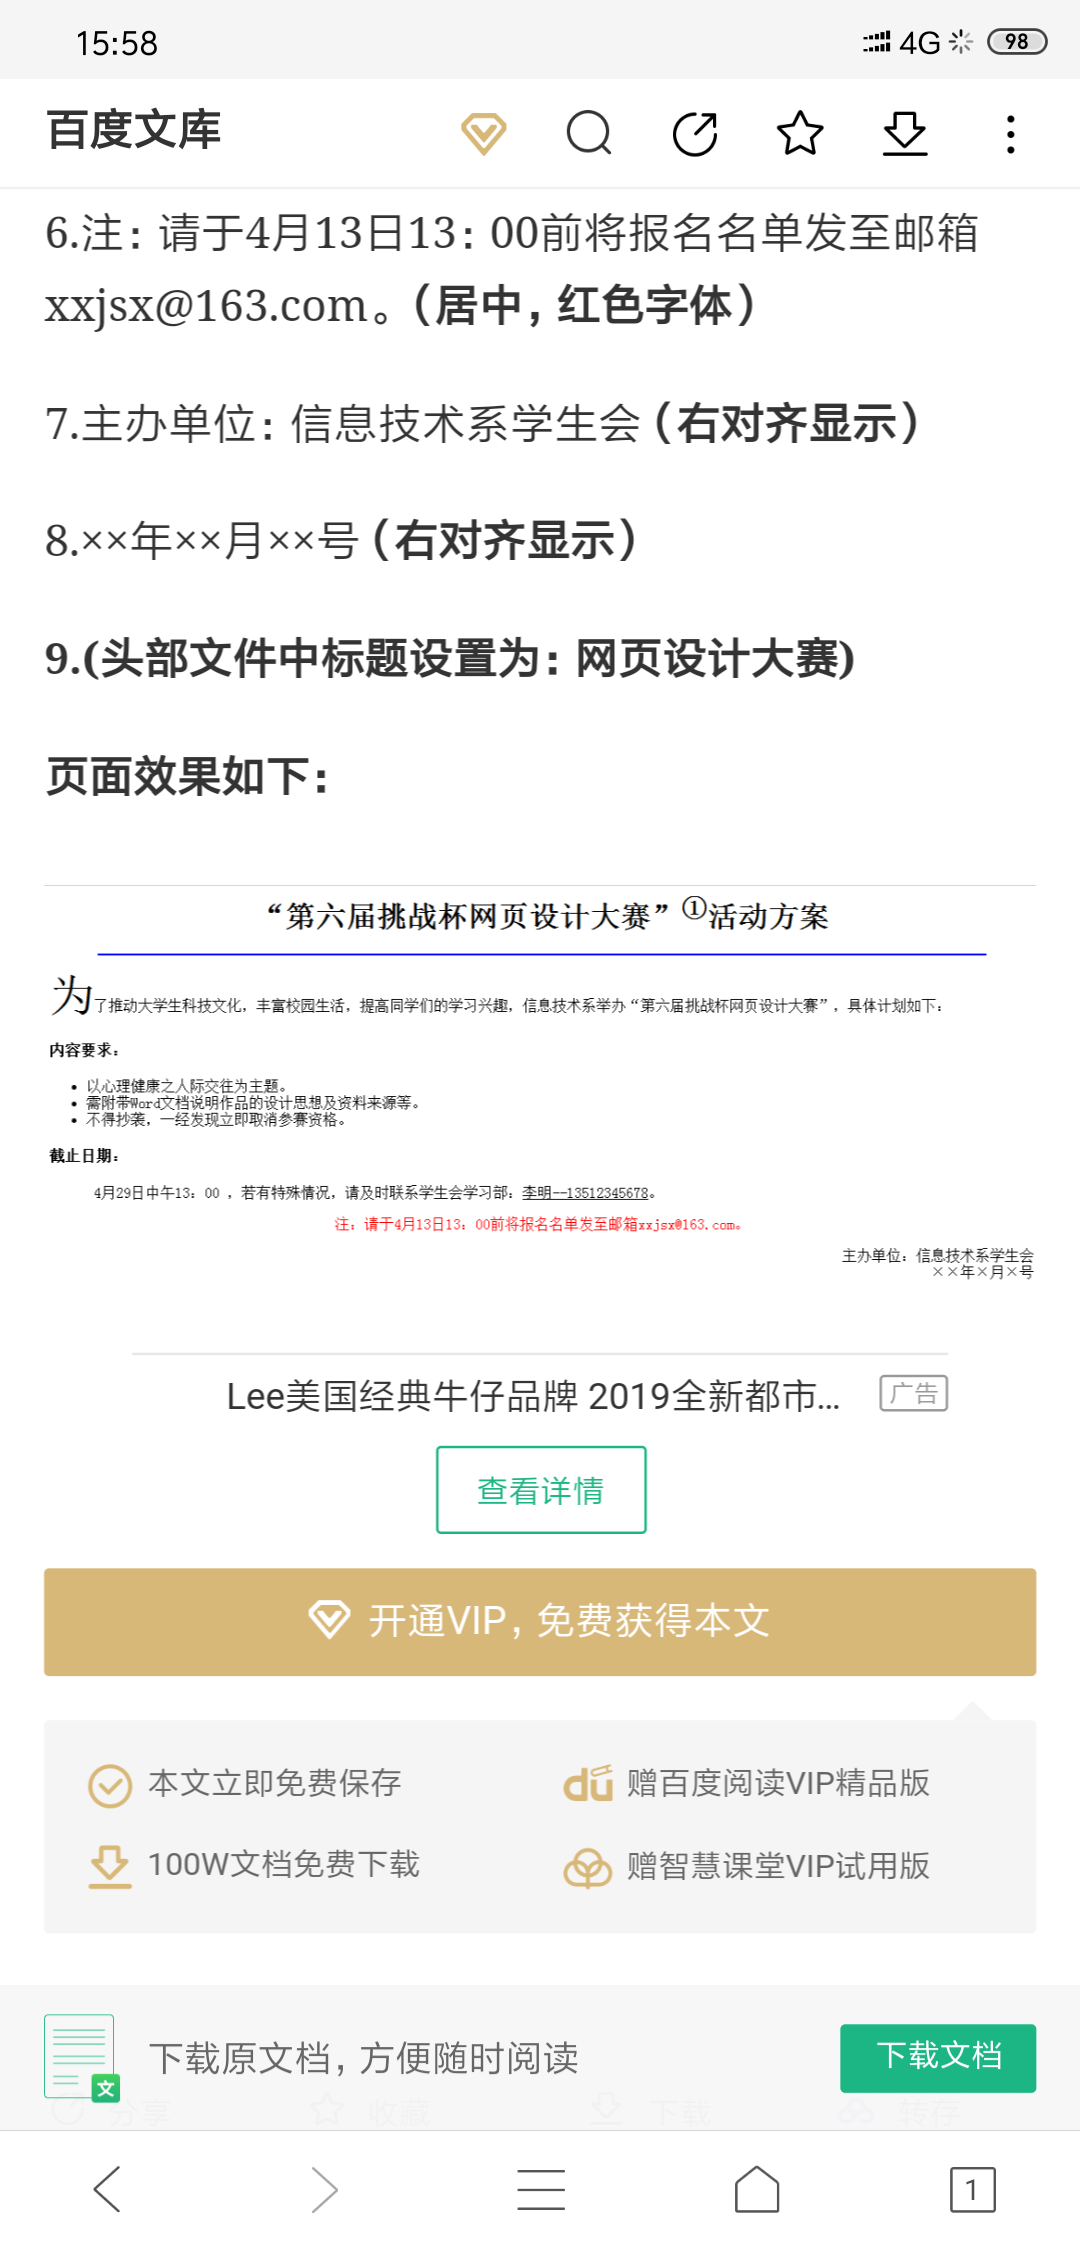 15:58
4G
98
百度文库
6.注：请于4月13日13：00前将报名名单发至邮箱
xxjsx@163.com。（居中，红色字体）
7.主办单位：信息技术系学生会（右对齐显示）
8.××年××月××号（右对齐显示）
9.(头部文件中标题设置为：网页设计大赛)
页面效果如下：
“第六届挑战杯网页设计大赛”①活动方案
为了推动大学生科技文化，丰富校园生活，提高同学们的学习兴趣，信息技术系举办“第六届挑战杯网页设计大赛”，具体计划如下：
内容要求：
• 以心理健康之人际交往为主题。
• 需附带Word文档说明作品的设计思想及资料来源等。
• 不得抄袭，一经发现立即取消参赛资格。
截止日期：
4月29日中午13：00 ，若有特殊情况，请及时联系学生会学习部：李明--13512345678。
注：请于4月13日13：00前将报名名单发至邮箱xxjsx@163.com。
主办单位：信息技术系学生会
××年×月×号
Lee美国经典牛仔品牌 2019全新都市...
广告
查看详情
开通VIP，免费获得本文
本文立即免费保存
赠百度阅读VIP精品版
100W文档免费下载
赠智慧课堂VIP试用版
下载原文档，方便随时阅读
文
下载文档
分享
收藏
下载
转存
1